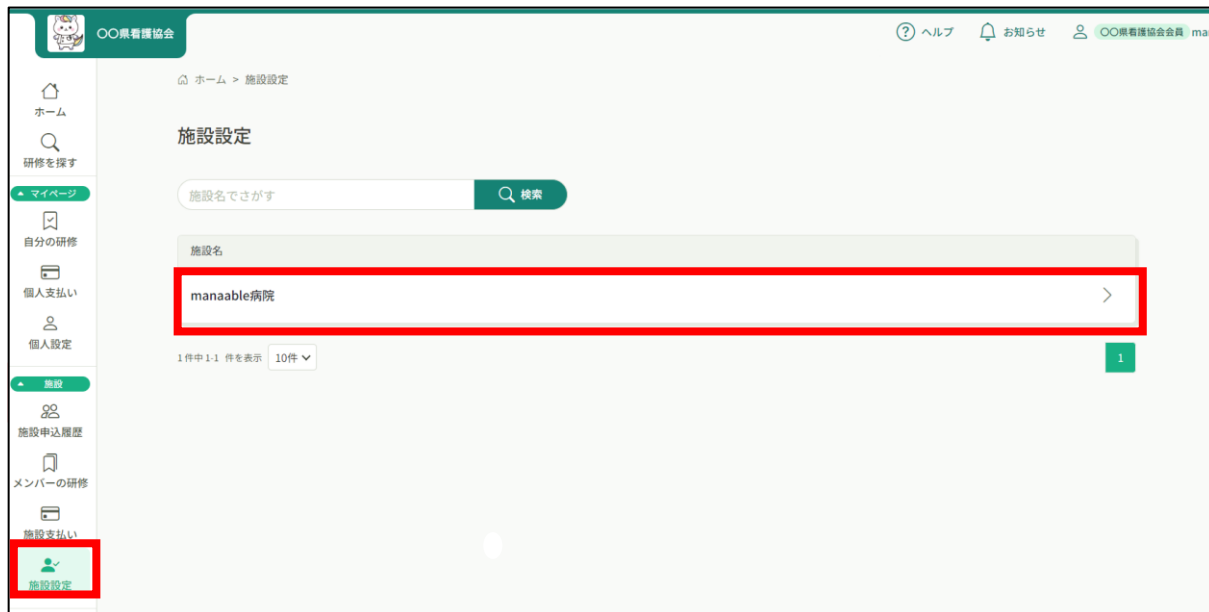 〇〇県看護協会
ヘルプ
お知らせ
〇〇県看護協会会員
ホーム > 施設設定
ホーム
研修を探す
マイページ
自分の研修
個人支払い
個人設定
施設
施設申込履歴
メンバーの研修
施設支払い
施設設定
施設設定
施設名でさがす
検索
施設名
manaable病院
1件中1-1 件を表示 10件
1